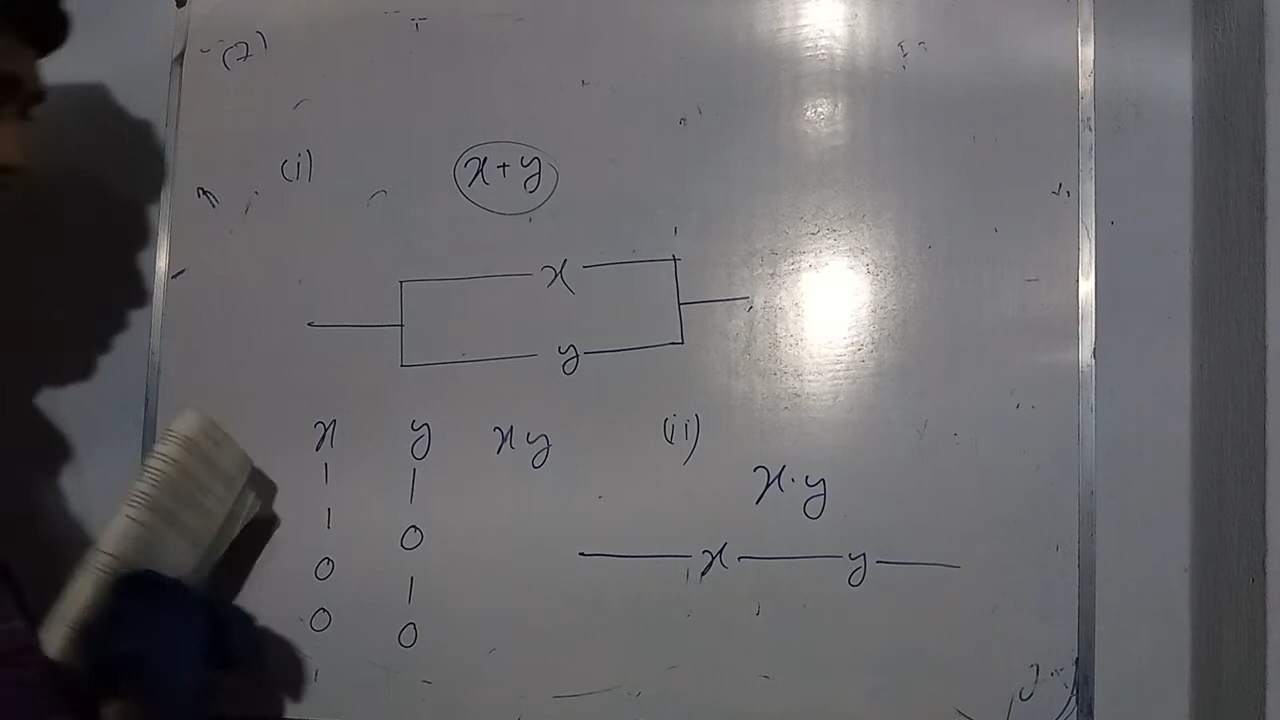 (7)
(i) x+y
x
y
x y xy
1 1
1 0
0 1
0 0
(ii)
x·y
x y